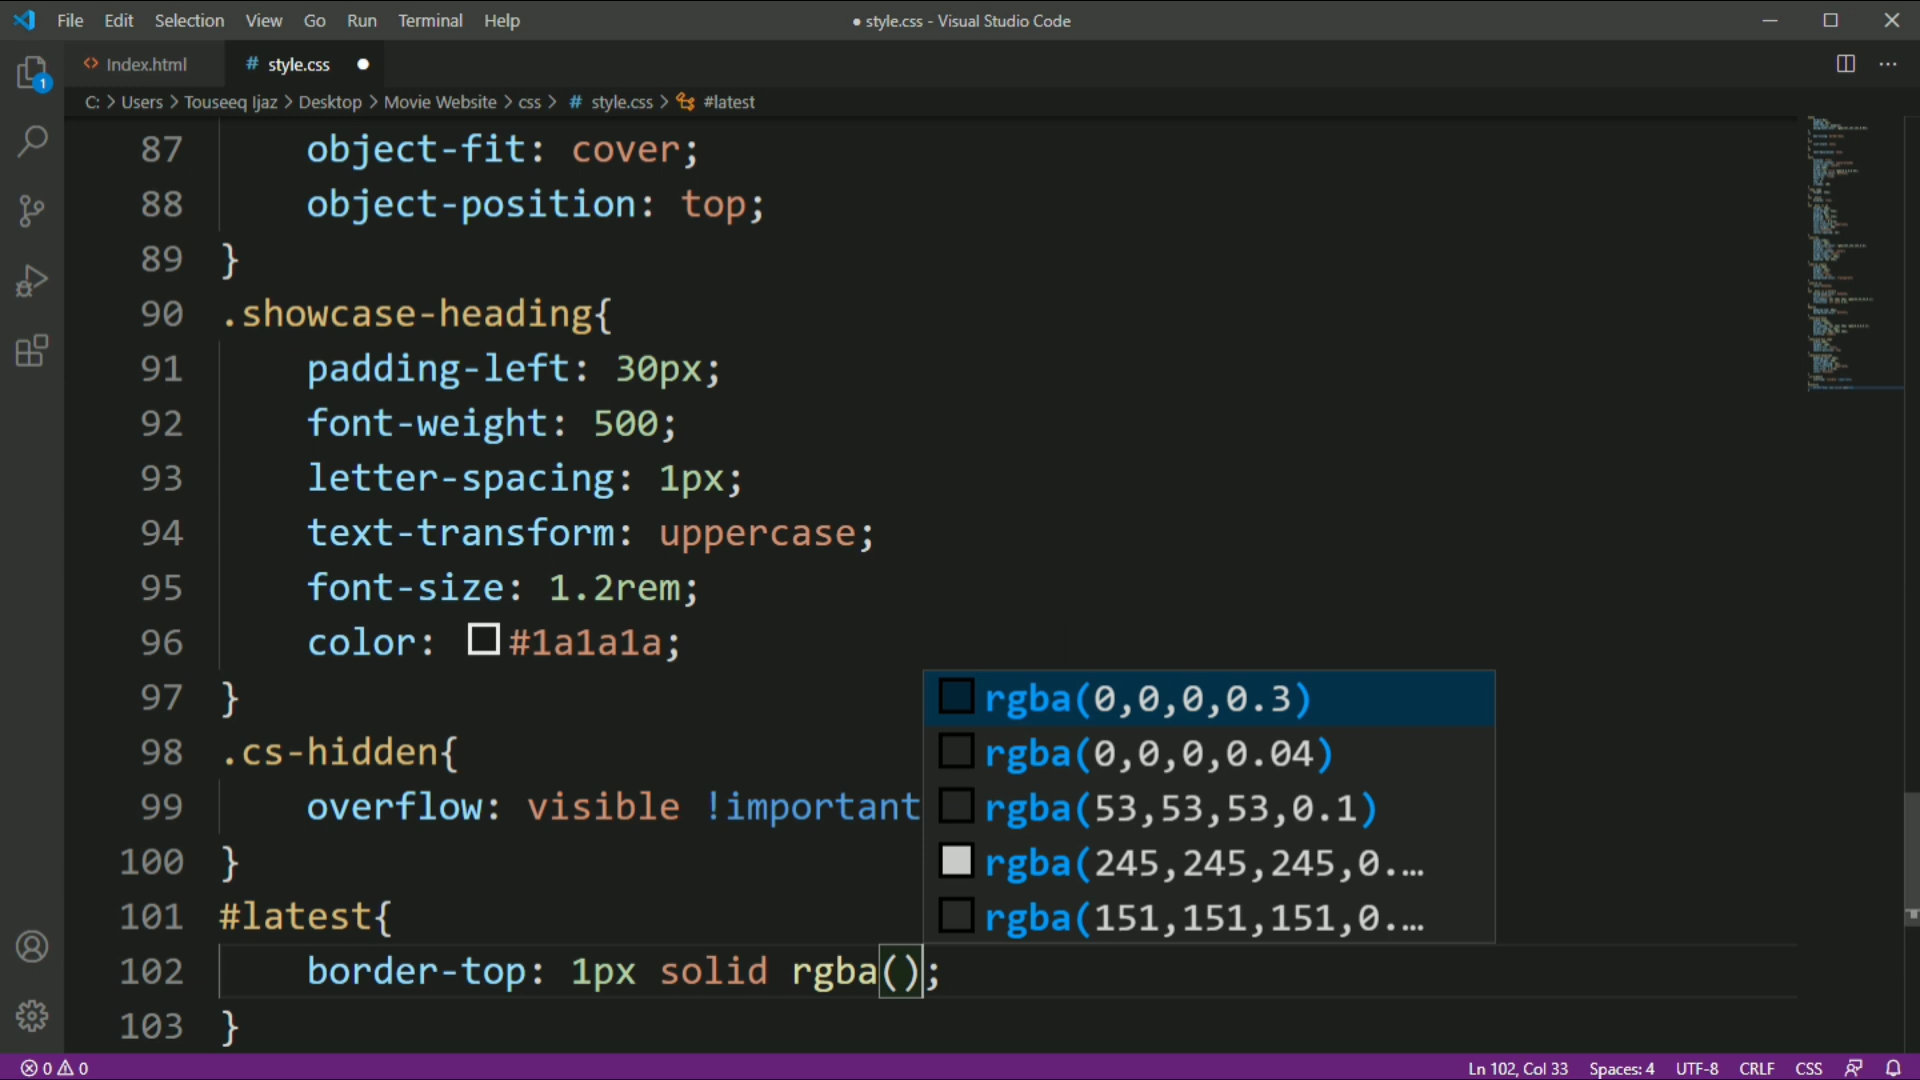 File Edit Selection View Go Run Terminal Help
● style.css - Visual Studio Code
1
<> Index.html
# style.css ●
C: > Users > Touseeq Ijaz > Desktop > Movie Website > css > # style.css > #latest
87 object-fit: cover;
88 object-position: top;
89 }
90 .showcase-heading{
91 padding-left: 30px;
92 font-weight: 500;
93 letter-spacing: 1px;
94 text-transform: uppercase;
95 font-size: 1.2rem;
96 color: #1a1a1a;
97 }
98 .cs-hidden{
99 overflow: visible !important
100 }
101 #latest{
102 border-top: 1px solid rgba();
103 }
rgba(0,0,0,0.3)
rgba(0,0,0,0.04)
rgba(53,53,53,0.1)
rgba(245,245,245,0.…
rgba(151,151,151,0.…
0 0
Ln 102, Col 33 Spaces: 4 UTF-8 CRLF CSS